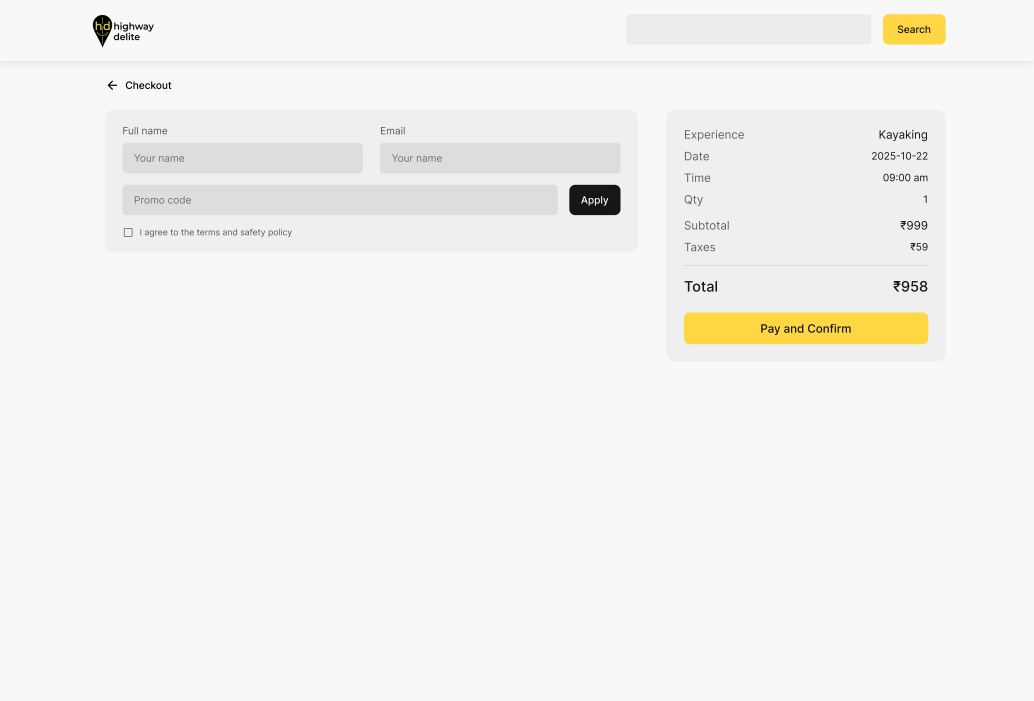 hd highway
delite
Search
Checkout
Full name
Email
Your name
Your name
Promo code
Apply
I agree to the terms and safety policy
Experience Kayaking
Date 2025-10-22
Time 09:00 am
Qty 1
Subtotal ₹999
Taxes ₹59
Total ₹958
Pay and Confirm